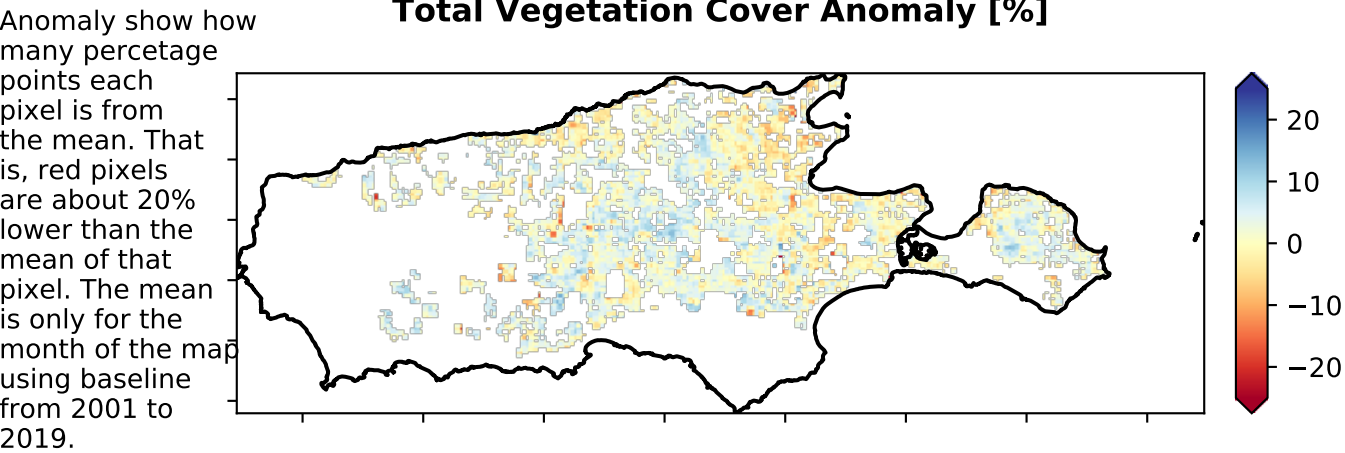 Total Vegetation Cover Anomaly [%]
Anomaly show how
many percetage
points each
pixel is from
the mean. That
is, red pixels
are about 20%
lower than the
mean of that
pixel. The mean
is only for the
month of the map
using baseline
from 2001 to
2019.
20
10
0
−10
−20